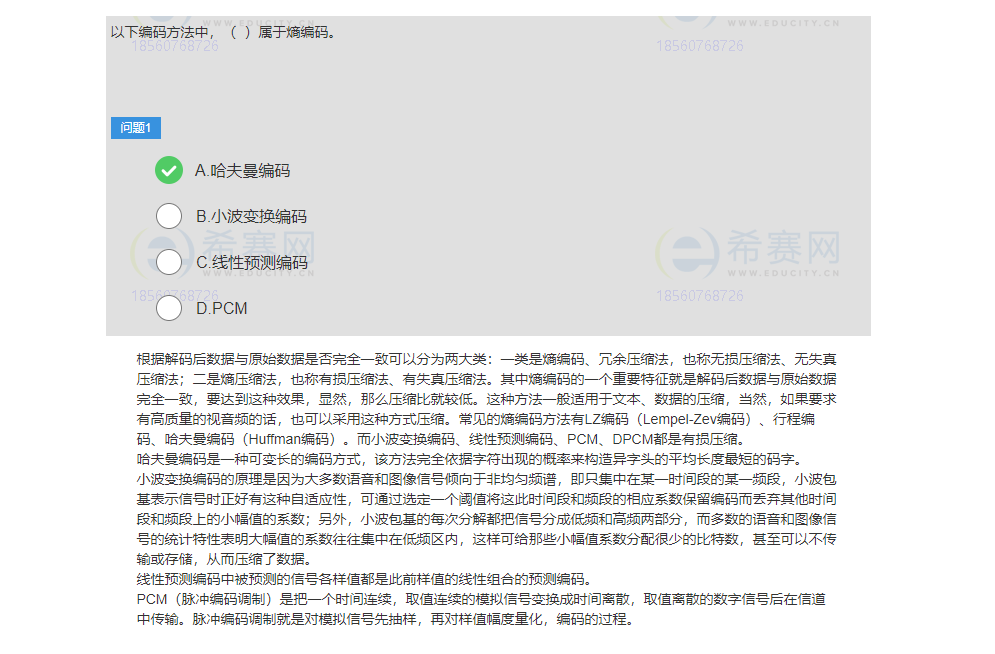 WWW.EDUCITY.CN
WWW.EDUCITY.CN
以下编码方法中，（ ）属于熵编码。
18560768726
18560768726
问题1
A.哈夫曼编码
B.小波变换编码
希赛网
希赛网
C.线性预测编码
WWW.EDUCITY.CN
WWW.EDUCITY.CN
18560768726
18560768726
D.PCM
根据解码后数据与原始数据是否完全一致可以分为两大类：一类是熵编码、冗余压缩法，也称无损压缩法、无失真
压缩法；二是熵压缩法，也称有损压缩法、有失真压缩法。其中熵编码的一个重要特征就是解码后数据与原始数据
完全一致，要达到这种效果，显然，那么压缩比就较低。这种方法一般适用于文本、数据的压缩，当然，如果要求
有高质量的视音频的话，也可以采用这种方式压缩。常见的熵编码方法有LZ编码（Lempel-Zev编码）、行程编
码、哈夫曼编码（Huffman编码）。而小波变换编码、线性预测编码、PCM、DPCM都是有损压缩。
哈夫曼编码是一种可变长的编码方式，该方法完全依据字符出现的概率来构造异字头的平均长度最短的码字。
小波变换编码的原理是因为大多数语音和图像信号倾向于非均匀频谱，即只集中在某一时间段的某一频段，小波包
基表示信号时正好有这种自适应性，可通过选定一个阈值将这此时间段和频段的相应系数保留编码而丢弃其他时间
段和频段上的小幅值的系数；另外，小波包基的每次分解都把信号分成低频和高频两部分，而多数的语音和图像信
号的统计特性表明大幅值的系数往往集中在低频区内，这样可给那些小幅值系数分配很少的比特数，甚至可以不传
输或存储，从而压缩了数据。
线性预测编码中被预测的信号各样值都是此前样值的线性组合的预测编码。
PCM（脉冲编码调制）是把一个时间连续，取值连续的模拟信号变换成时间离散，取值离散的数字信号后在信道
中传输。脉冲编码调制就是对模拟信号先抽样，再对样值幅度量化，编码的过程。